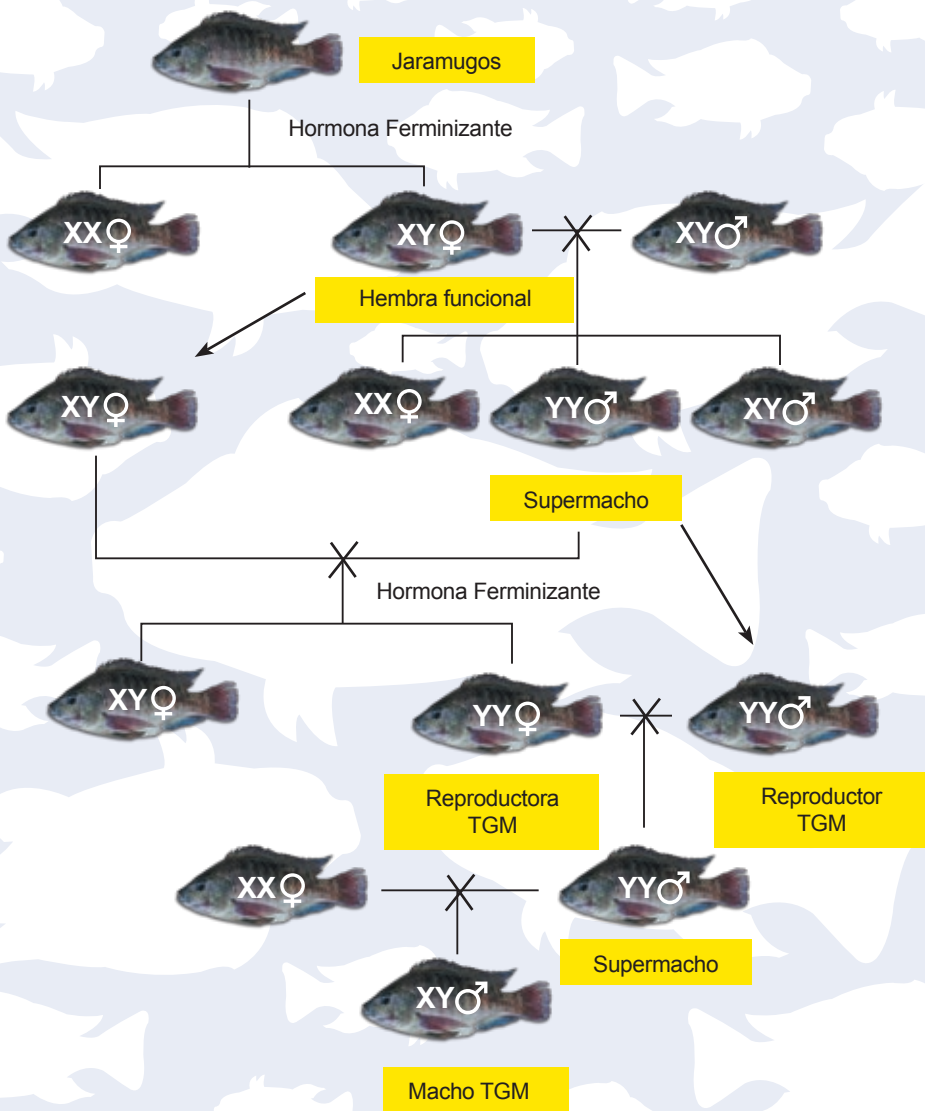 Jaramugos
Hormona Ferminizante
XX♀
XY♀
XY♂
Hembra funcional
XY♀
XX♀
YY♂
XY♂
Supermacho
Hormona Ferminizante
XY♀
YY♀
YY♂
Reproductora
TGM
Reproductor
TGM
XX♀
YY♂
Supermacho
XY♂
Macho TGM